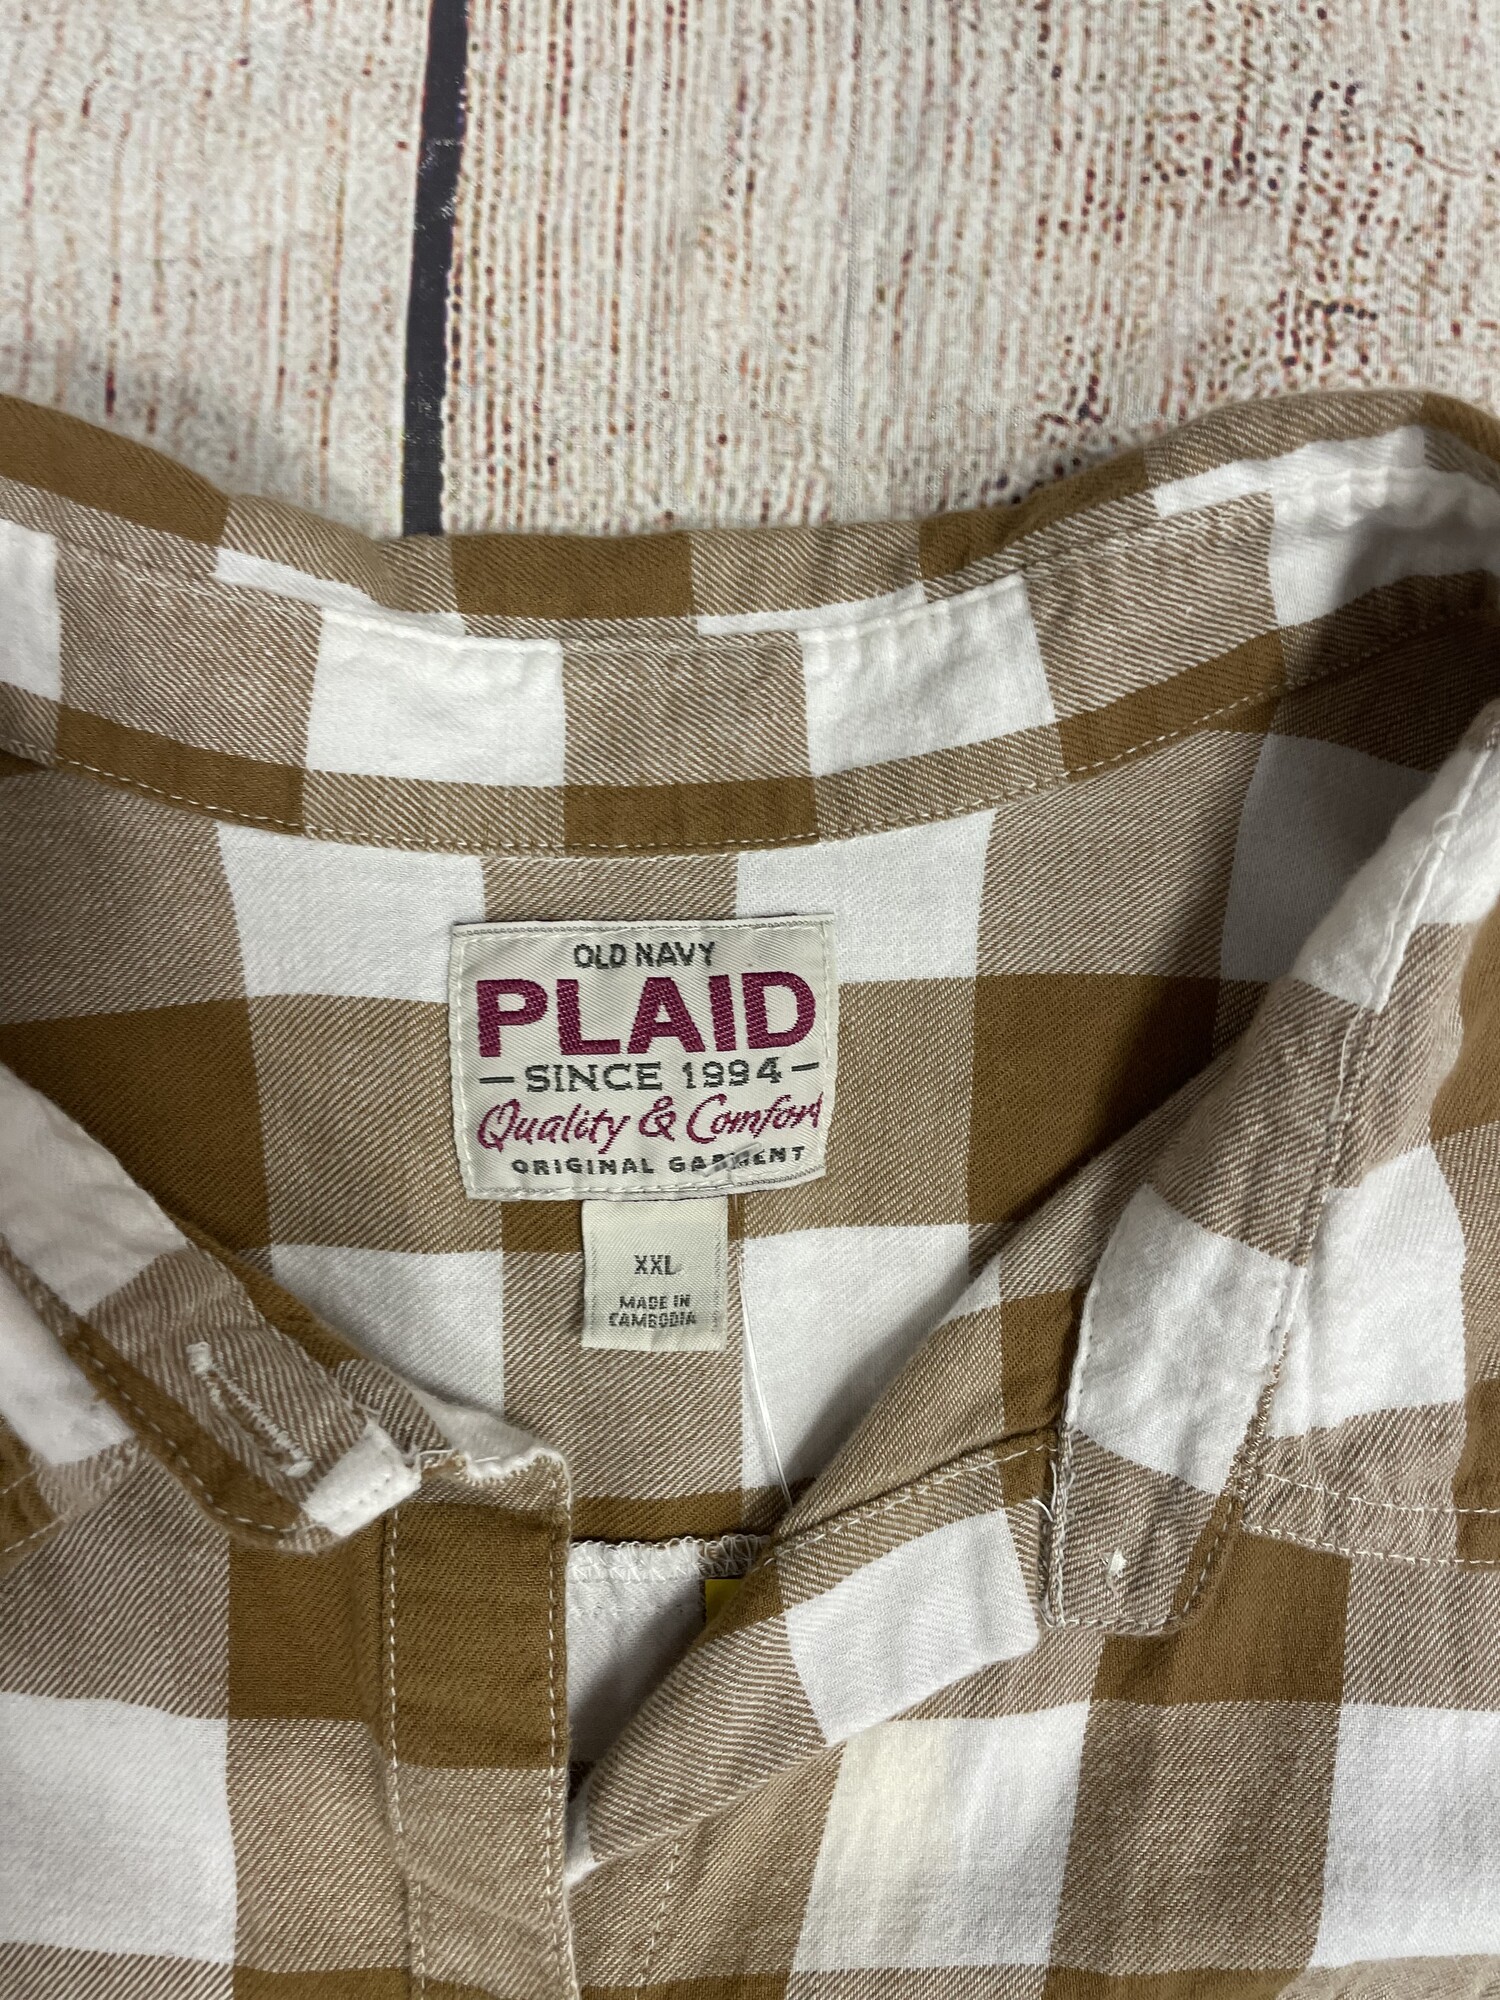 OLD NAVY
PLAID
SINCE 1994
Quality & Comfort
ORIGINAL GARMENT
XXL
MADE IN
CAMBODIA